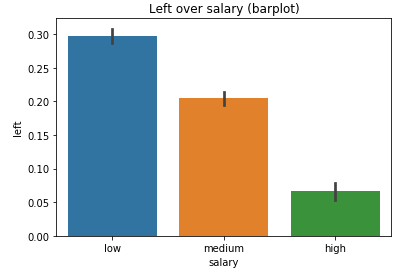 Left over salary (barplot)
0.30
0.25
0.20
0.15
0.10
0.05
0.00
left
low medium high
salary